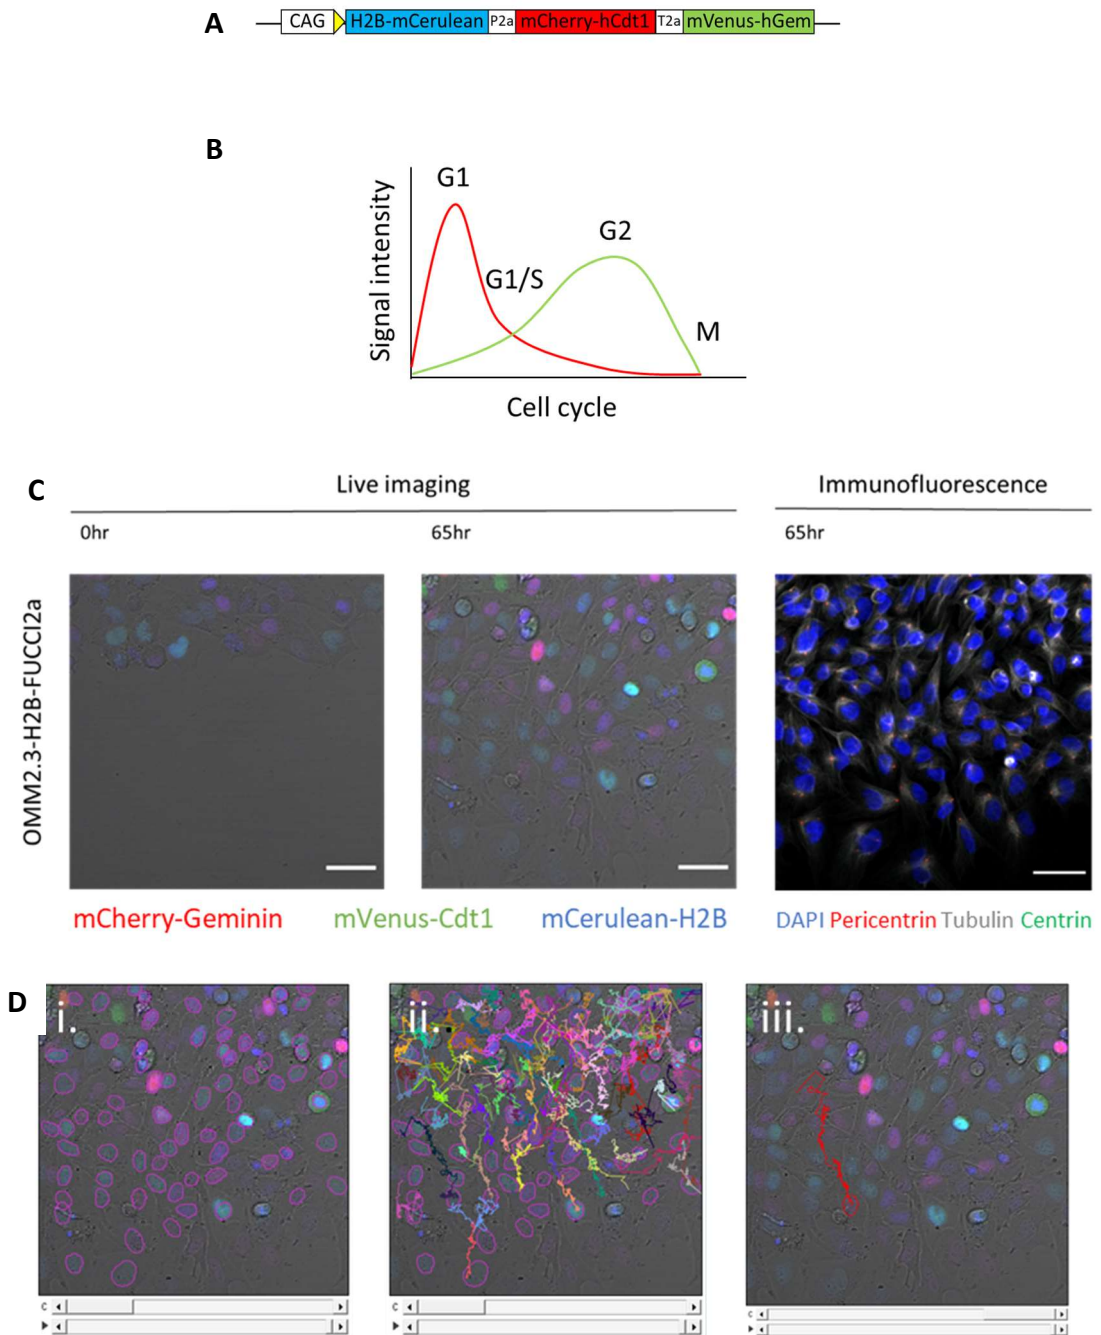 A
CAG H2B-mCerulean P2a mCherry-hCdt1 T2a mVenus-hGem
B
Signal intensity
G1
G1/S
G2
M
Cell cycle
C
Live imaging
Immunofluorescence
0hr
65hr
65hr
OMM2.3-H2B-FUCCI2a
mCherry-Geminin mVenus-Cdt1 mCerulean-H2B
DAPI Pericentrin Tubulin Centrin
D
i.
ii.
iii.
c
c
c